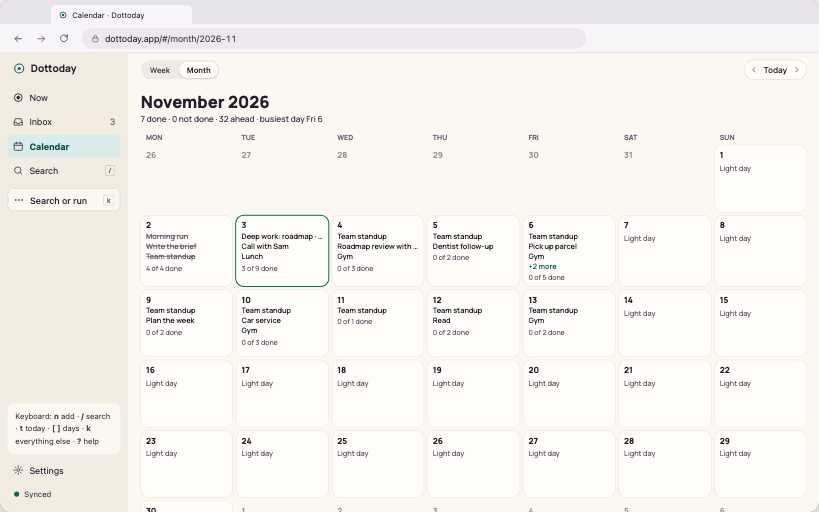 Calendar - Dottoday
dottoday.app/#/month/2026-11
Dottoday
Now
Inbox 3
Calendar
Search /
Search or run k
Week Month
Today
November 2026
7 done · 0 not done · 32 ahead · busiest day Fri 6
MON TUE WED THU FRI SAT SUN
26 27 28 29 30 31 1
Light day
2
Morning run
Write the brief
Team standup
4 of 4 done
3
Deep work: roadmap · …
Call with Sam
Lunch
3 of 9 done
4
Team standup
Roadmap review with …
Gym
0 of 3 done
5
Team standup
Dentist follow-up
0 of 2 done
6
Team standup
Pick up parcel
Gym
+2 more
0 of 5 done
7
Light day
8
Light day
9
Team standup
Plan the week
0 of 2 done
10
Team standup
Car service
Gym
0 of 3 done
11
Team standup
0 of 1 done
12
Team standup
Read
0 of 2 done
13
Team standup
Gym
0 of 2 done
14
Light day
15
Light day
16
Light day
17
Light day
18
Light day
19
Light day
20
Light day
21
Light day
22
Light day
23
Light day
24
Light day
25
Light day
26
Light day
27
Light day
28
Light day
29
Light day
30 1 2 3 4 5 6
Keyboard: n add · / search
· t today · [ ] days · k
everything else · ? help
Settings
Synced